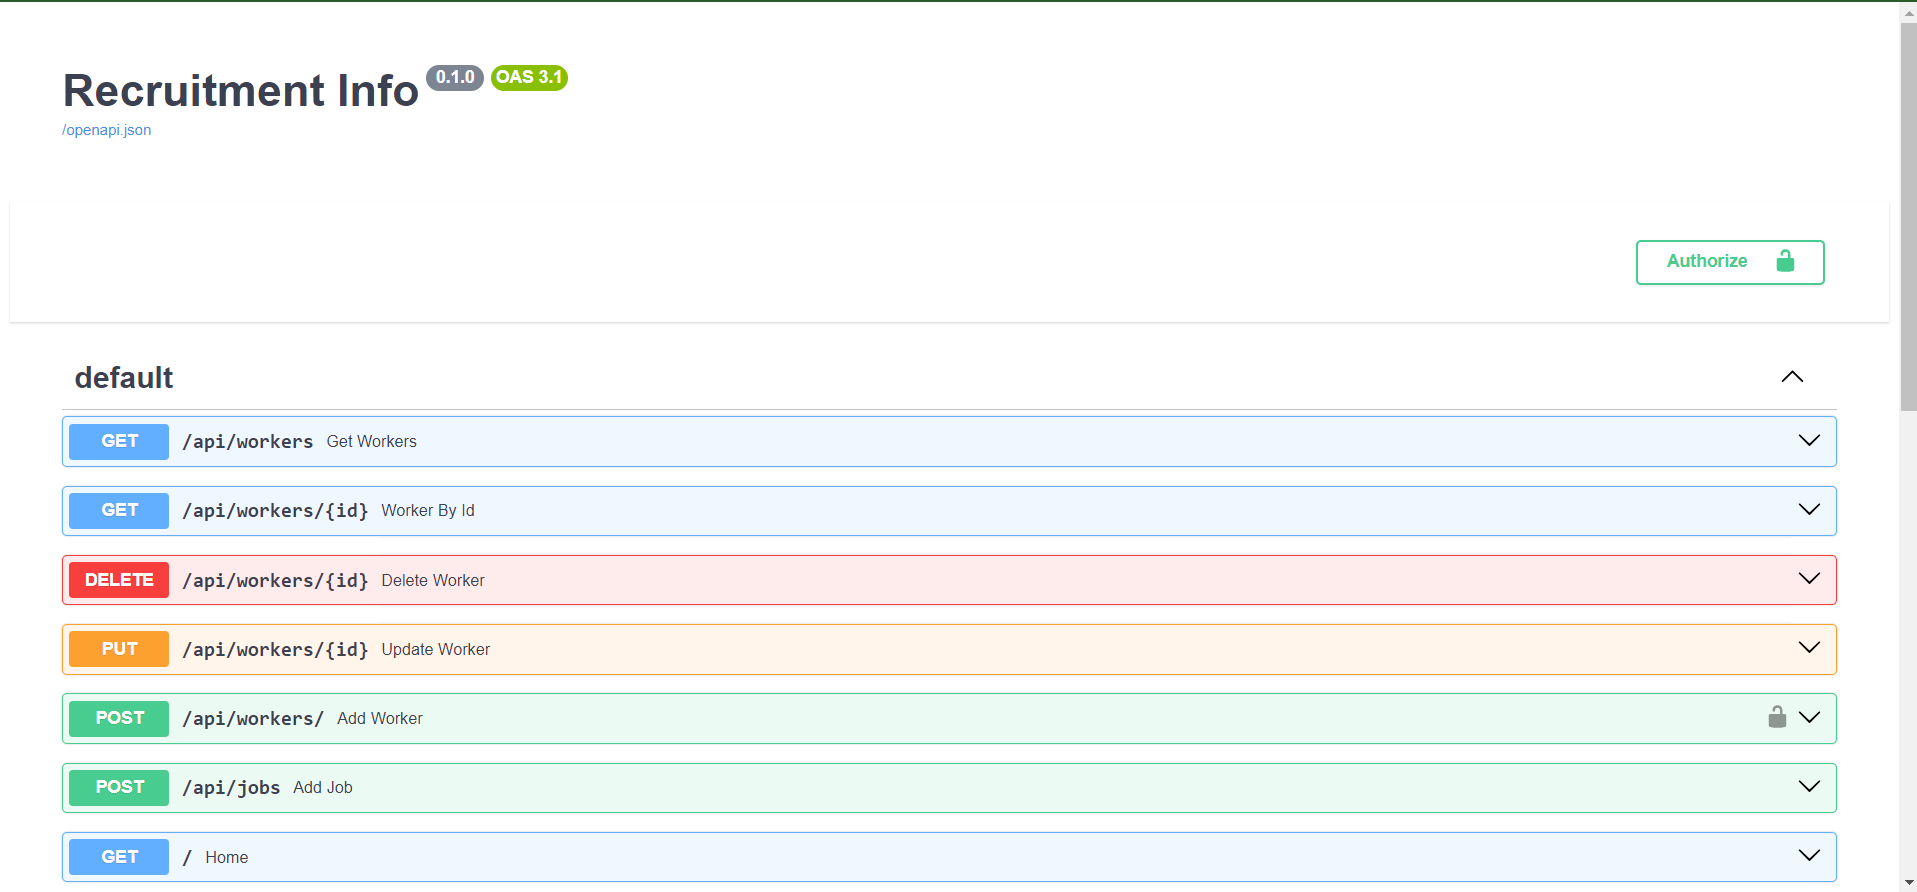 Recruitment Info 0.1.0 OAS 3.1
/openapi.json
Authorize
default
GET /api/workers Get Workers
GET /api/workers/{id} Worker By Id
DELETE /api/workers/{id} Delete Worker
PUT /api/workers/{id} Update Worker
POST /api/workers/ Add Worker
POST /api/jobs Add Job
GET / Home